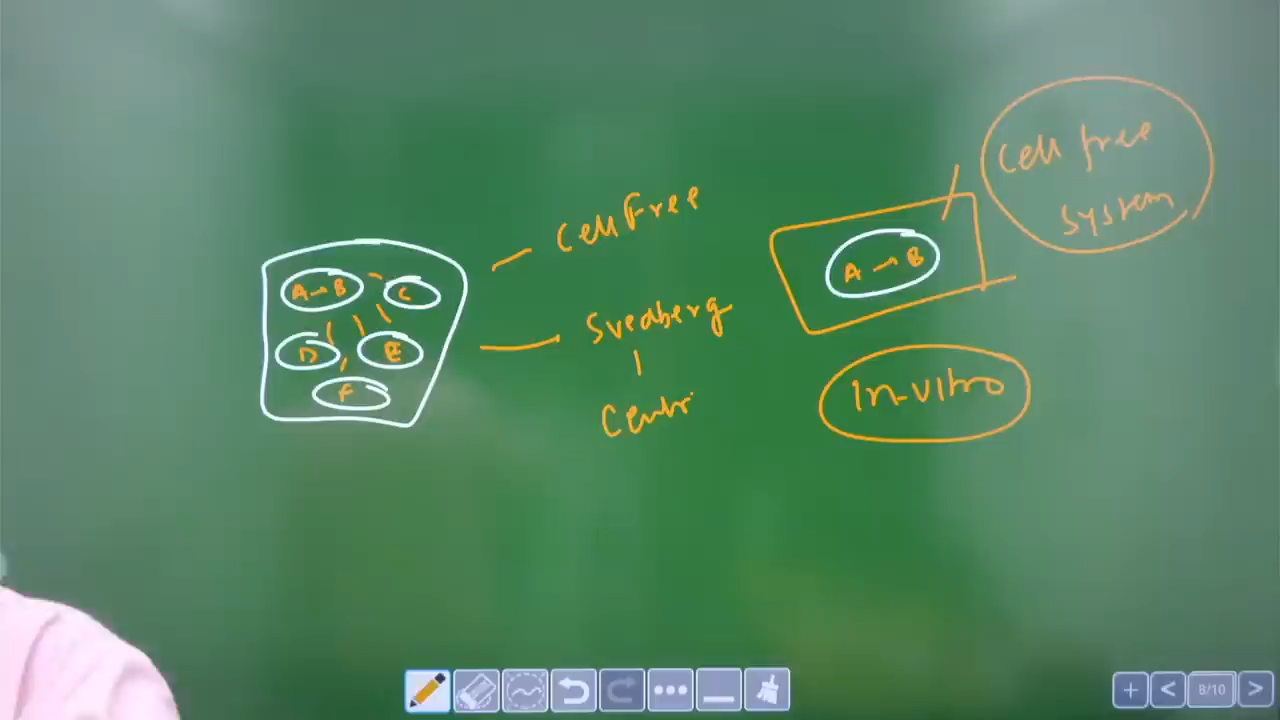 A → B
C
D
E
F
Cell Free
Svedberg
Centri
A → B
Cell free
System
In-vitro
8/10